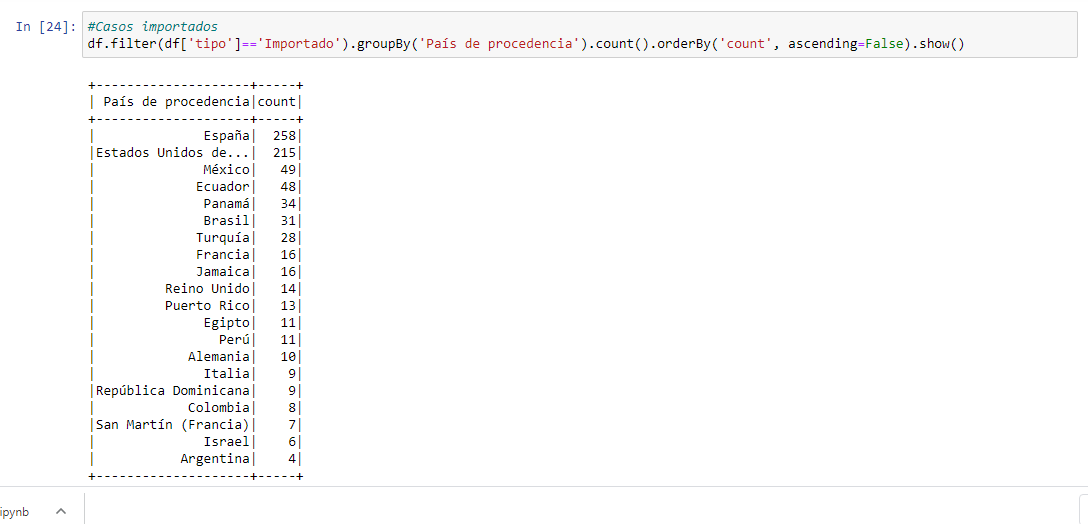 In [24]: #Casos importados
df.filter(df['tipo']=='Importado').groupBy('País de procedencia').count().orderBy('count', ascending=False).show()
+--------------------+-----+
| País de procedencia|count|
+--------------------+-----+
|              España|  258|
|Estados Unidos de...|  215|
|              México|   49|
|             Ecuador|   48|
|              Panamá|   34|
|              Brasil|   31|
|             Turquía|   28|
|             Francia|   16|
|             Jamaica|   16|
|         Reino Unido|   14|
|         Puerto Rico|   13|
|              Egipto|   11|
|                Perú|   11|
|            Alemania|   10|
|              Italia|    9|
|República Dominicana|    9|
|            Colombia|    8|
|San Martín (Francia)|    7|
|              Israel|    6|
|           Argentina|    4|
+--------------------+-----+
ipynb